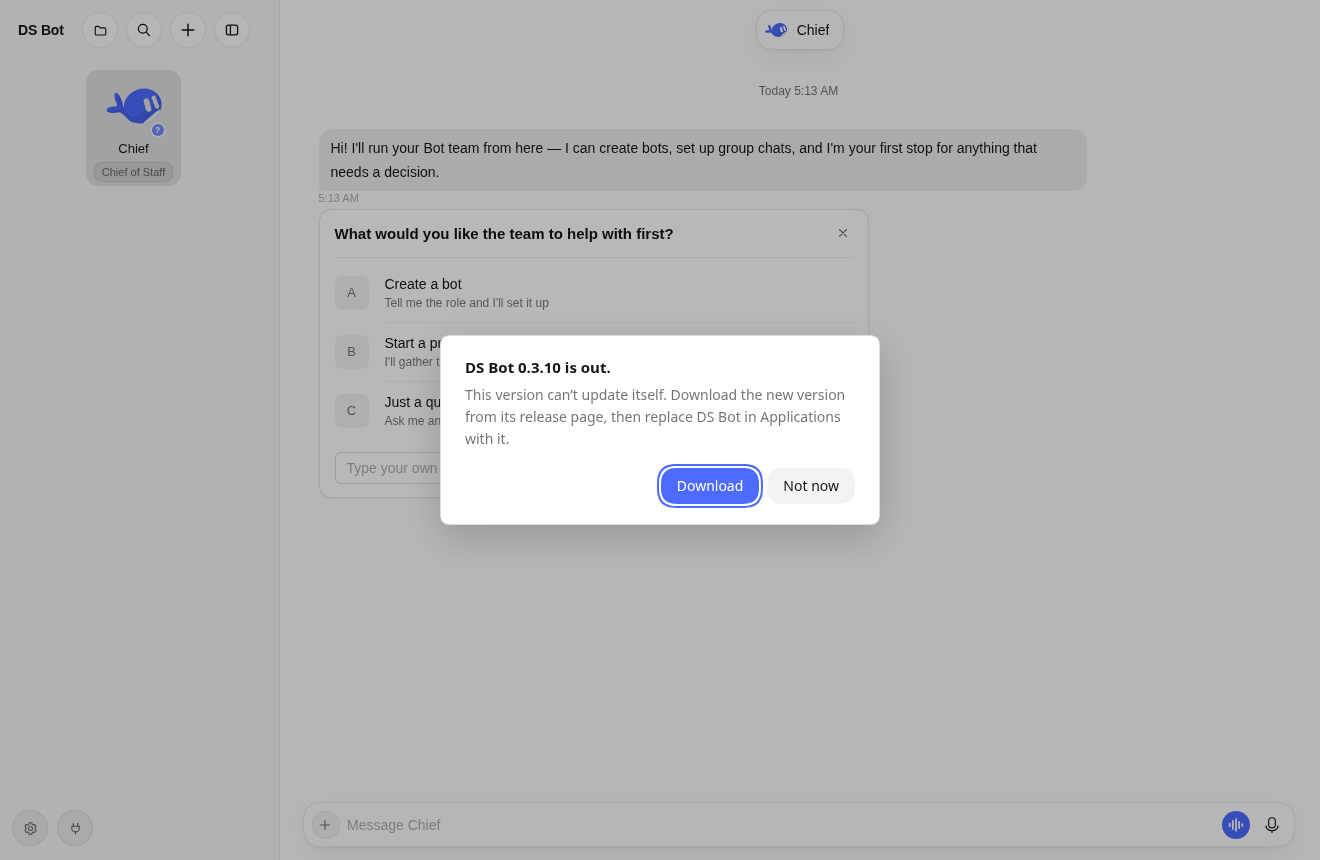 DS Bot
Chief
Today 5:13 AM
?
Chief
Chief of Staff
Hi! I'll run your Bot team from here — I can create bots, set up group chats, and I'm your first stop for anything that
needs a decision.
5:13 AM
What would you like the team to help with first?
A
Create a bot
Tell me the role and I'll set it up
B
Start a
I'll gather
C
Just a
Ask me
Type your own
DS Bot 0.3.10 is out.
This version can't update itself. Download the new version
from its release page, then replace DS Bot in Applications
with it.
Download
Not now
Message Chief